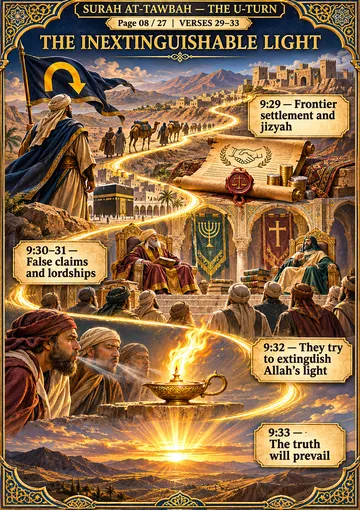 SURAH AT-TAWBAH — THE U-TURN
Page 08 / 27 | VERSES 29–33
THE INEXTINGUISHABLE LIGHT
9:29 — Frontier
settlement and
jizyah
9:30–31 —
False claims
and lordships
9:32 — They try
to extingdish
Allah's light
9:33 —
The truth
will prevail